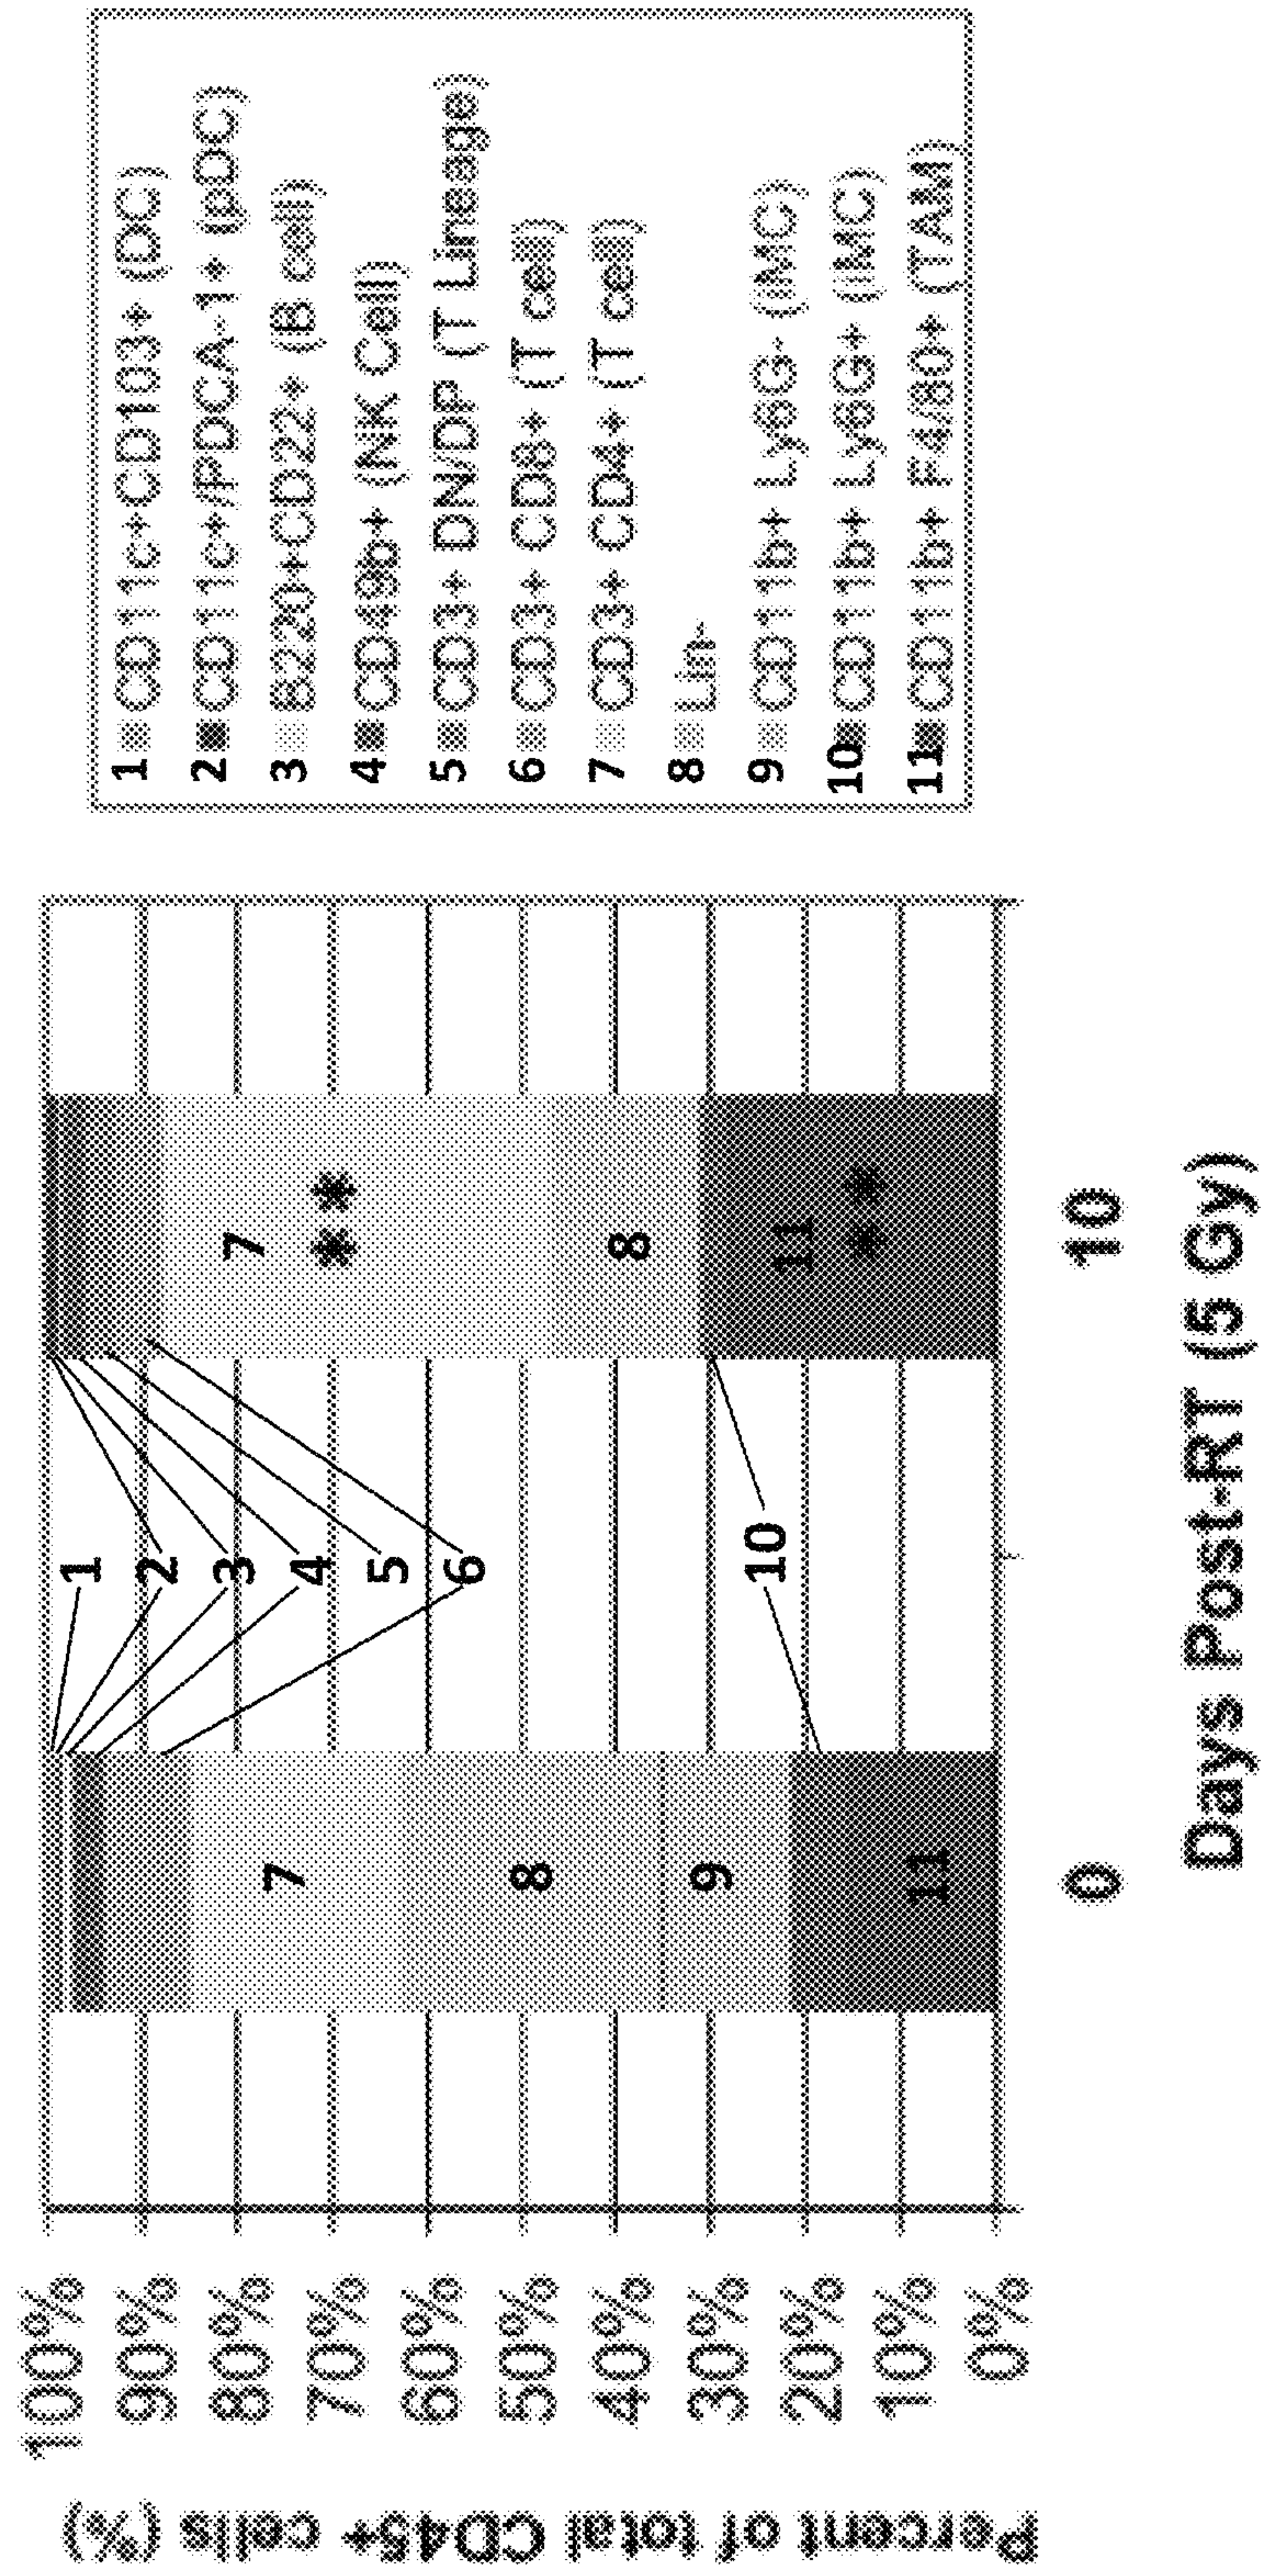 Percent of total CD45+ cells (%)
100%
90%
80%
70%
60%
50%
40%
30%
20%
10%
0%
7
8
9
11
1
2
3
4
5
6
10
7
**
8
11
**
0
10
Days Post-RT (5 Gy)
1 CD11c+CD103+ (DC)
2 CD11c+/PDCA-1+ (pDC)
3 B220+CD22+ (B cell)
4 CD49b+ (NK Cell)
5 CD3+ DN/DP (T Lineage)
6 CD3+ CD8+ (T cell)
7 CD3+ CD4+ (T cell)
8 Lin-
9 CD11b+ Ly6G- (iMC)
10 CD11b+ Ly6G+ (iMC)
11 CD11b+ F4/80+ (TAM)